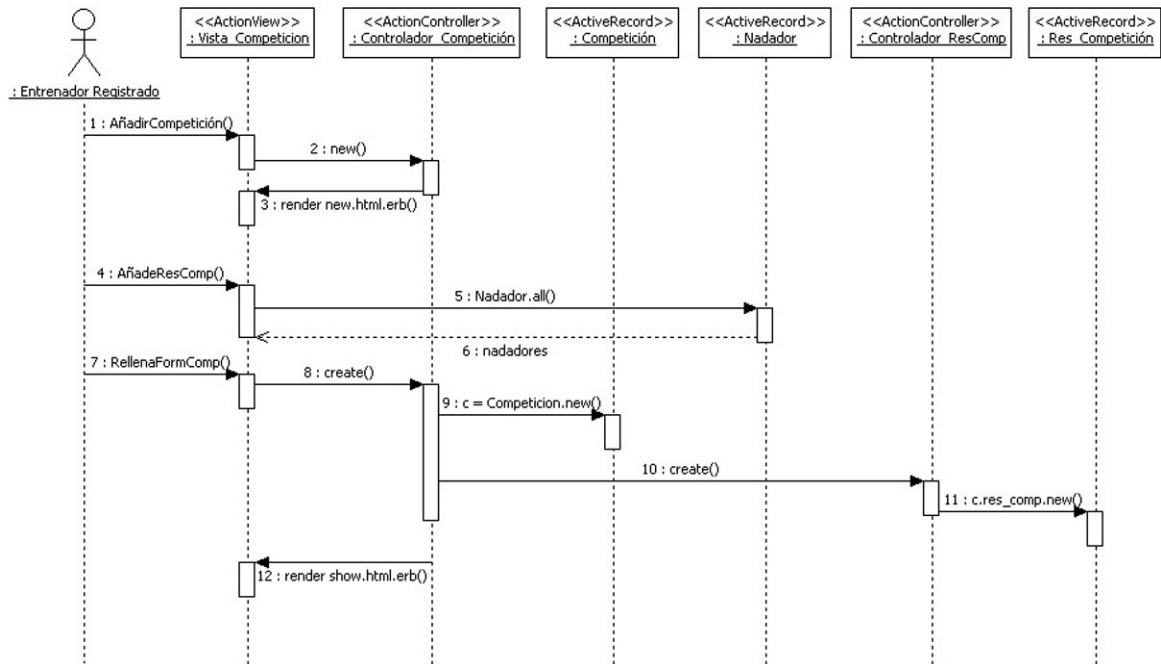 <<ActionView>>
: Vista_Competicion
<<ActionController>>
: Controlador_Competición
<<ActiveRecord>>
: Competición
<<ActiveRecord>>
: Nadador
<<ActionController>>
: Controlador_ResComp
<<ActiveRecord>>
: Res_Competición
: Entrenador Registrado
1 : AñadirCompetición()
2 : new()
3 : render new.html.erb()
4 : AñadeResComp()
5 : Nadador.all()
6 : nadadores
7 : RellenaFormComp()
8 : create()
9 : c = Competicion.new()
10 : create()
11 : c.res_comp.new()
12 : render show.html.erb()